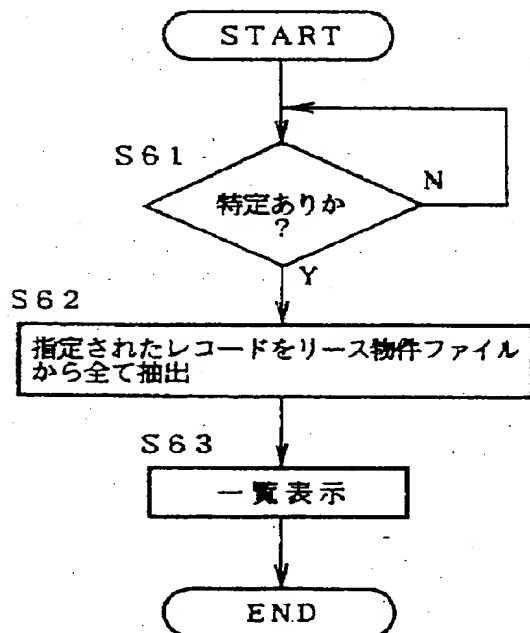 START
S61
特定ありか
?
N
Y
S62
指定されたレコードをリース物件ファイル
から全て抽出
S63
一覧表示
END